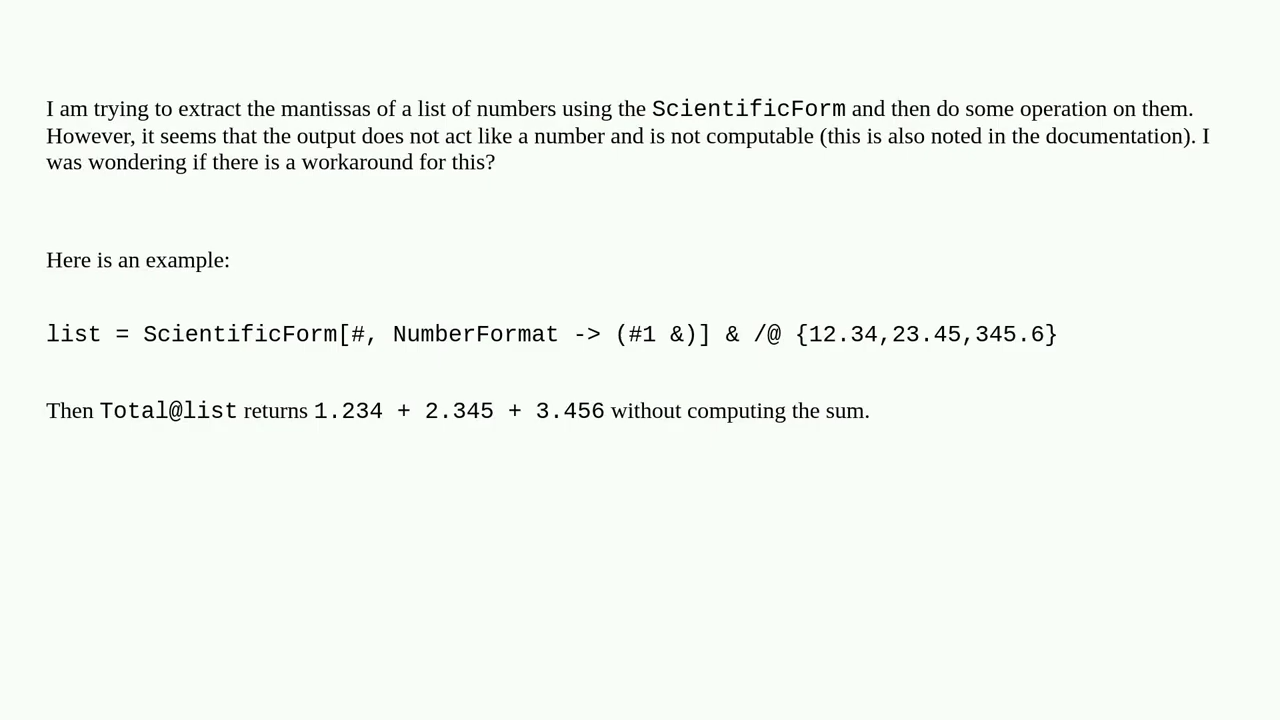 I am trying to extract the mantissas of a list of numbers using the ScientificForm and then do some operation on them.
However, it seems that the output does not act like a number and is not computable (this is also noted in the documentation). I
was wondering if there is a workaround for this?
Here is an example:
list = ScientificForm[#, NumberFormat -> (#1 &)] & /@ {12.34,23.45,345.6}
Then Total@list returns 1.234 + 2.345 + 3.456 without computing the sum.